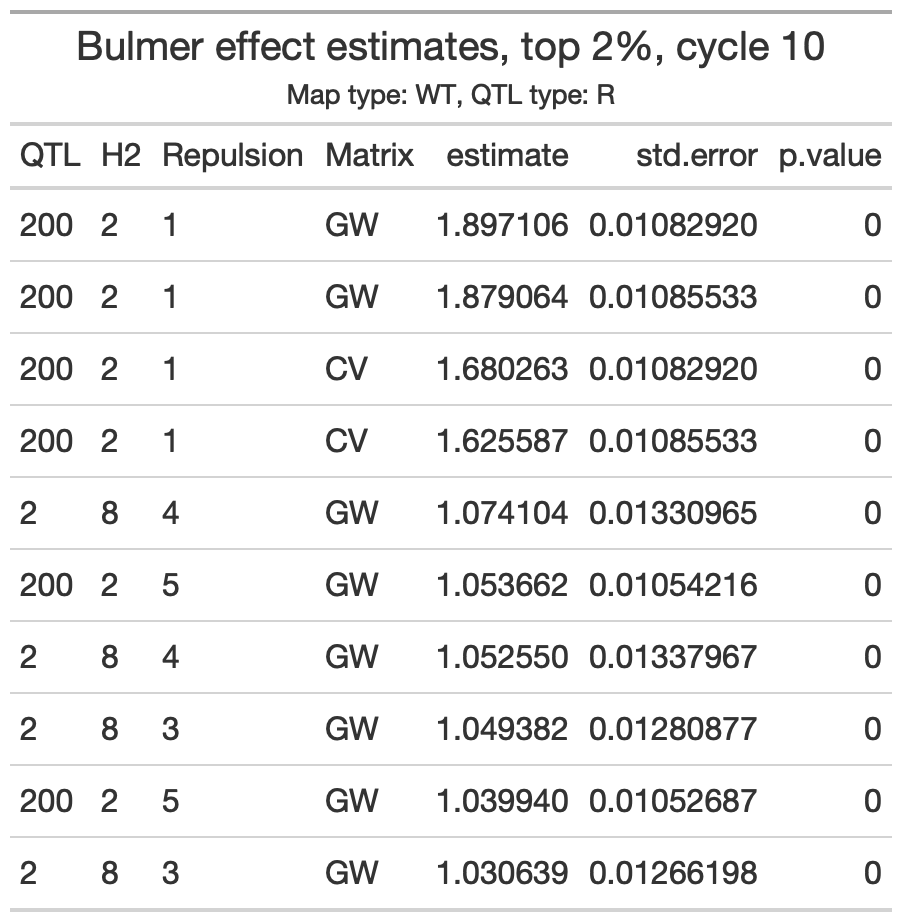 Bulmer effect estimates, top 2%, cycle 10
Map type: WT, QTL type: R
QTL H2 Repulsion Matrix estimate std.error p.value
200 2 1 GW 1.897106 0.01082920 0
200 2 1 GW 1.879064 0.01085533 0
200 2 1 CV 1.680263 0.01082920 0
200 2 1 CV 1.625587 0.01085533 0
2 8 4 GW 1.074104 0.01330965 0
200 2 5 GW 1.053662 0.01054216 0
2 8 4 GW 1.052550 0.01337967 0
2 8 3 GW 1.049382 0.01280877 0
200 2 5 GW 1.039940 0.01052687 0
2 8 3 GW 1.030639 0.01266198 0